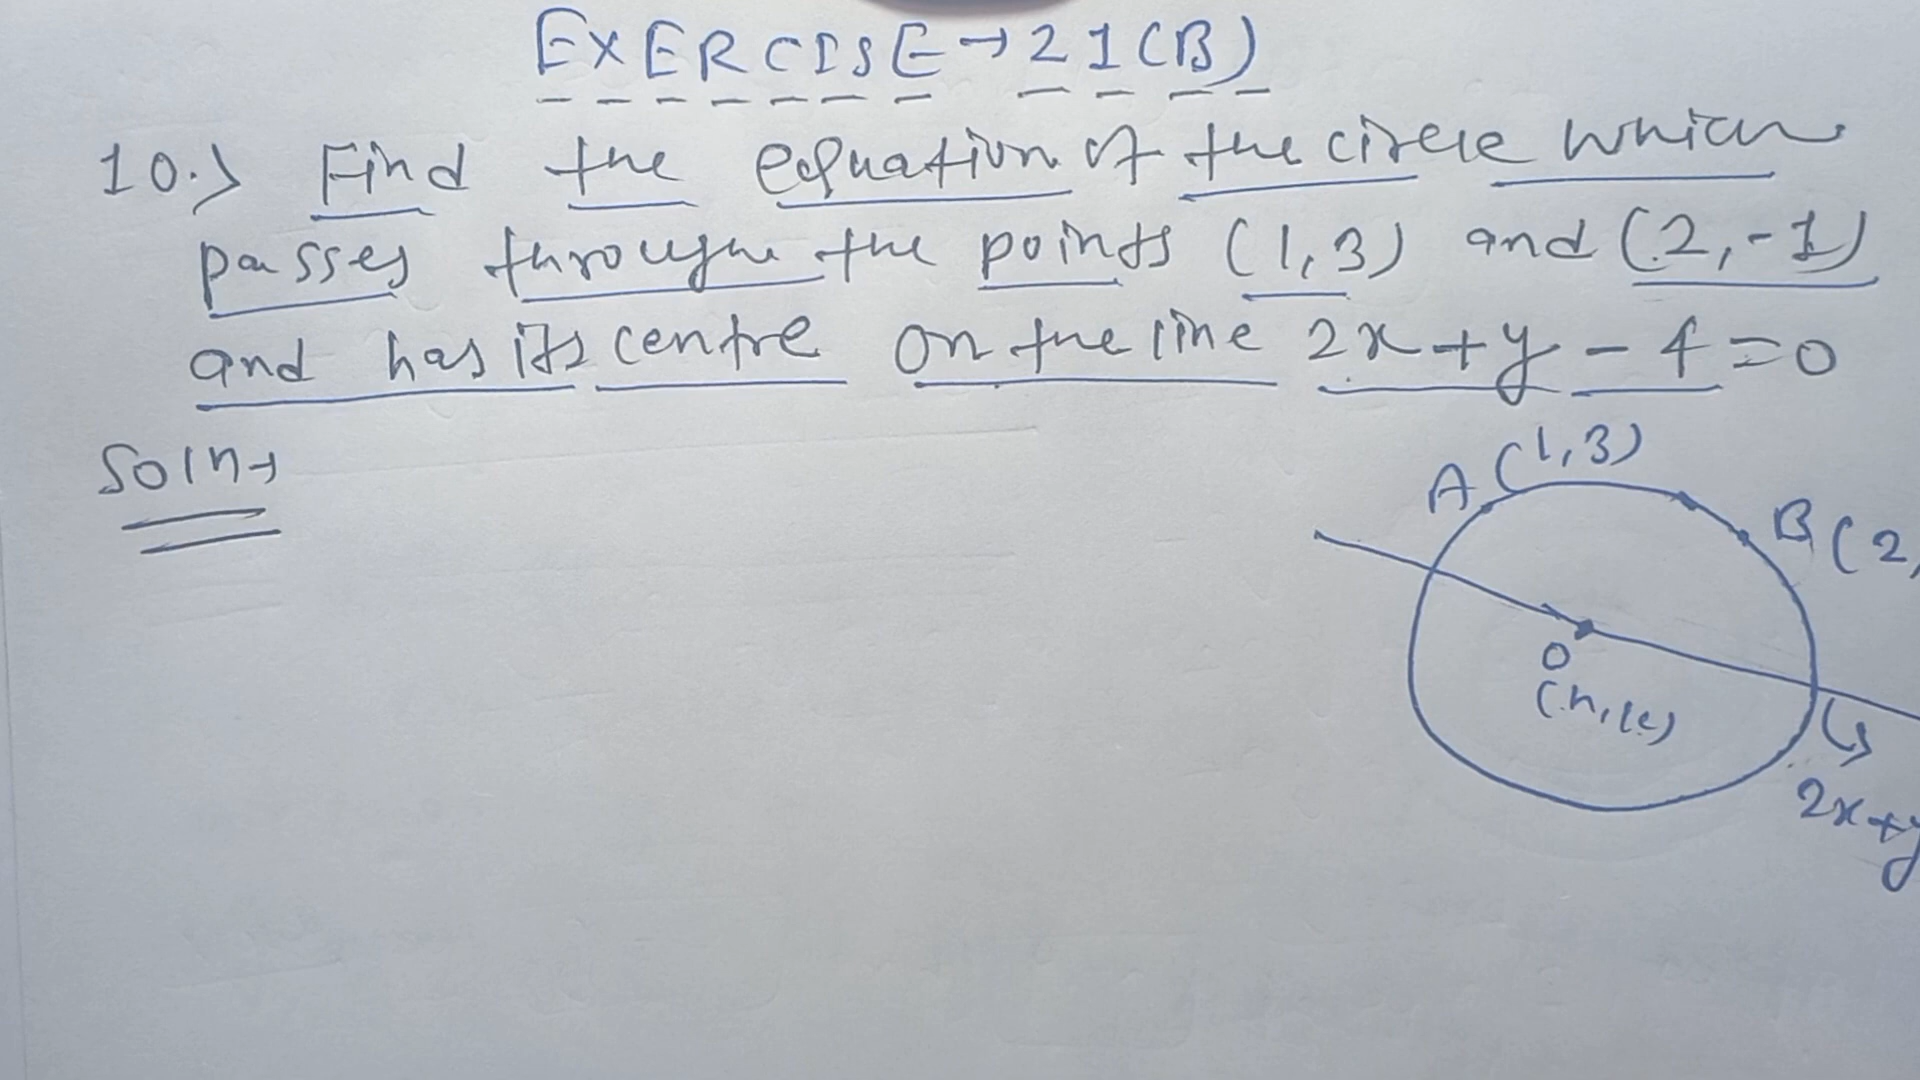 EXERCISE→21(B)
10.) Find the equation of the circle which
passes through the points (1,3) and (2,-1)
and has its centre on the line 2x+y-4=0
Soln→
A (1,3)
B (2,
O
(h,k)
2x+y